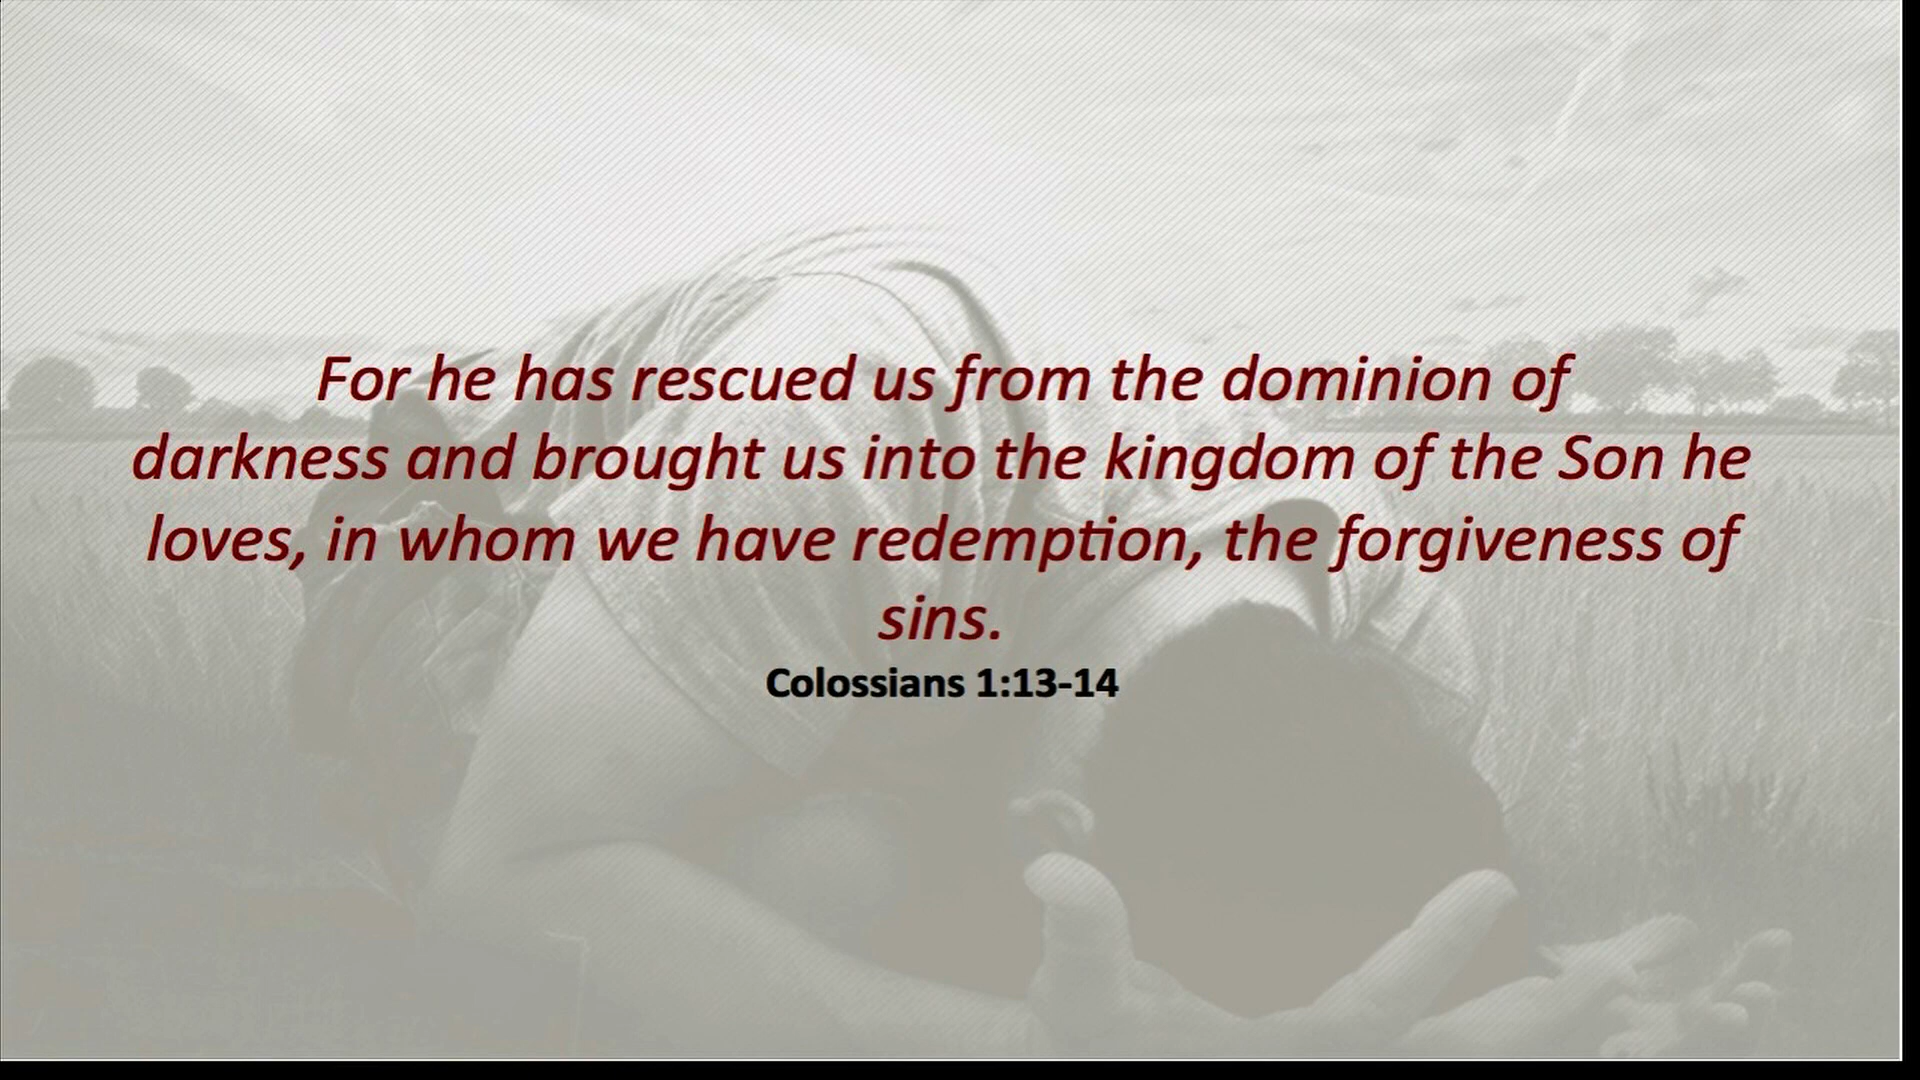 For he has rescued us from the dominion of
darkness and brought us into the kingdom of the Son he
loves, in whom we have redemption, the forgiveness of
sins.
Colossians 1:13-14